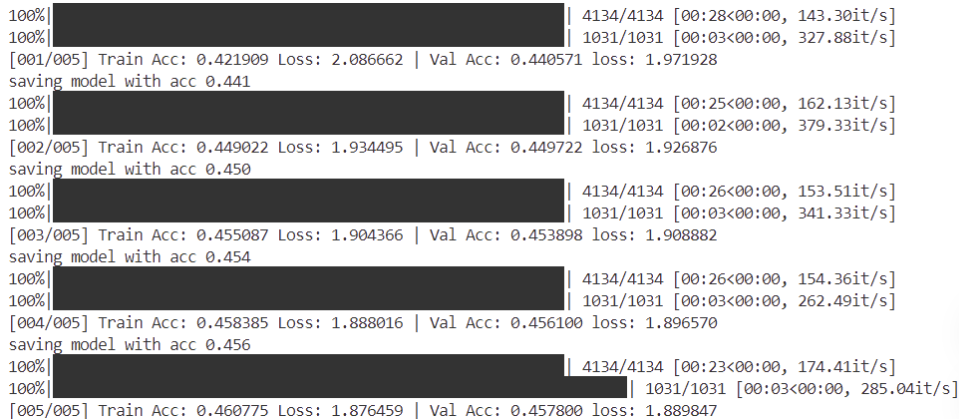 100%| | 4134/4134 [00:28<00:00, 143.30it/s]
100%| | 1031/1031 [00:03<00:00, 327.88it/s]
[001/005] Train Acc: 0.421909 Loss: 2.086662 | Val Acc: 0.440571 loss: 1.971928
saving model with acc 0.441
100%| | 4134/4134 [00:25<00:00, 162.13it/s]
100%| | 1031/1031 [00:02<00:00, 379.33it/s]
[002/005] Train Acc: 0.449022 Loss: 1.934495 | Val Acc: 0.449722 loss: 1.926876
saving model with acc 0.450
100%| | 4134/4134 [00:26<00:00, 153.51it/s]
100%| | 1031/1031 [00:03<00:00, 341.33it/s]
[003/005] Train Acc: 0.455087 Loss: 1.904366 | Val Acc: 0.453898 loss: 1.908882
saving model with acc 0.454
100%| | 4134/4134 [00:26<00:00, 154.36it/s]
100%| | 1031/1031 [00:03<00:00, 262.49it/s]
[004/005] Train Acc: 0.458385 Loss: 1.888016 | Val Acc: 0.456100 loss: 1.896570
saving model with acc 0.456
100%| | 4134/4134 [00:23<00:00, 174.41it/s]
100%| | 1031/1031 [00:03<00:00, 285.04it/s]
[005/005] Train Acc: 0.460775 Loss: 1.876459 | Val Acc: 0.457800 loss: 1.889847